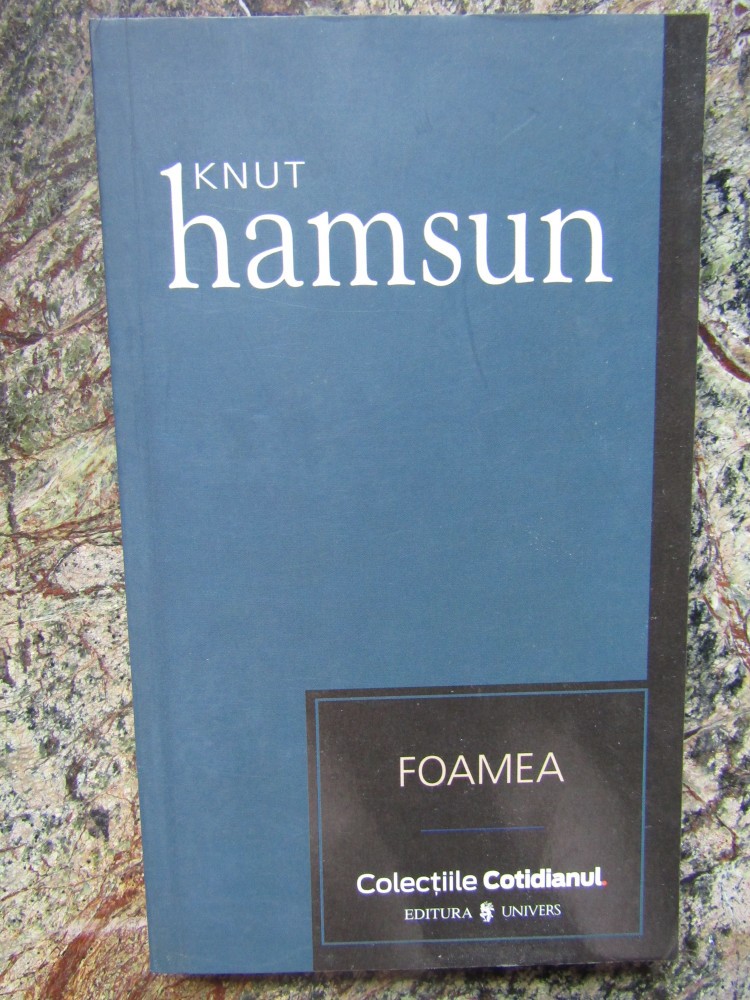 KNUT
hamsun
FOAMEA
Colecțiile Cotidianul.
EDITURA UNIVERS